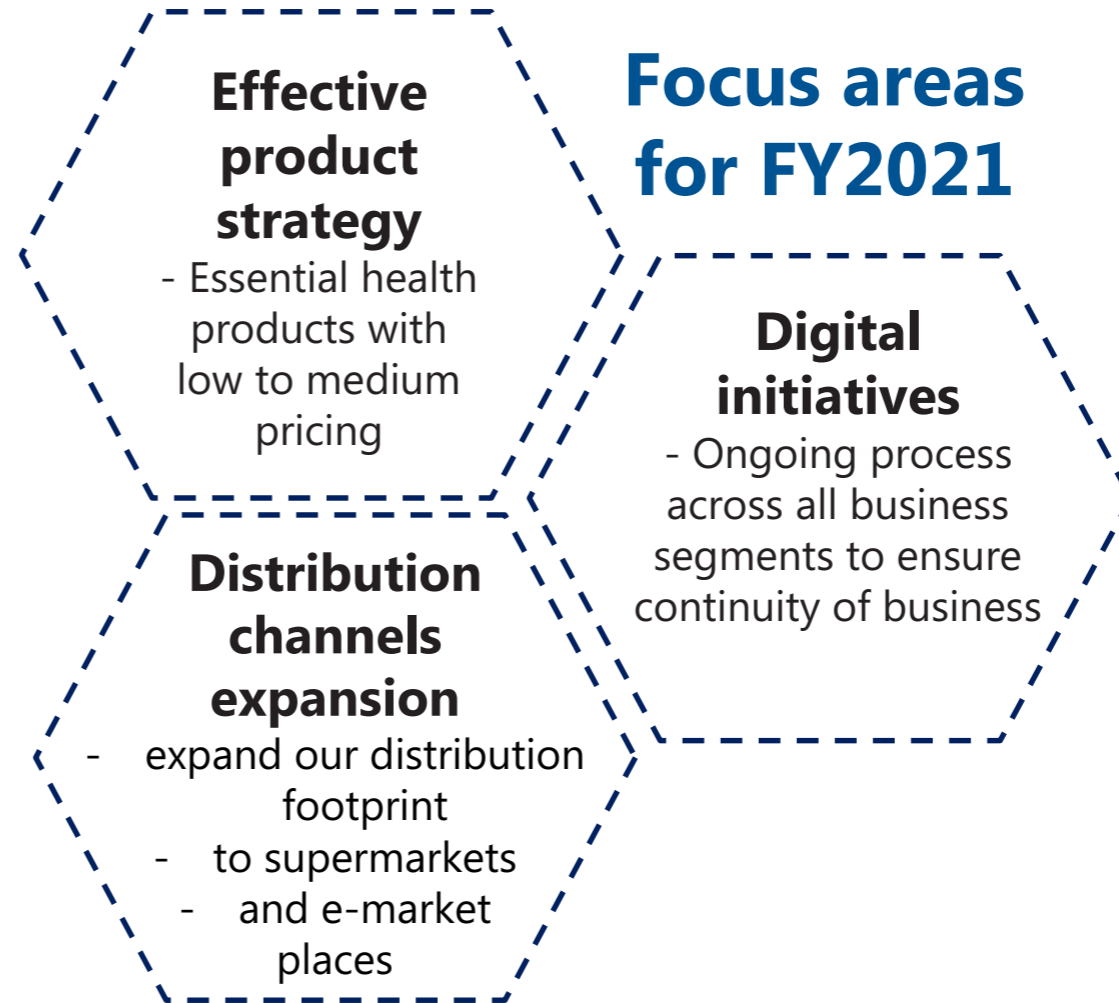 Focus areas
for FY2021
Effective
product
strategy
- Essential health
products with
low to medium
pricing
Digital
initiatives
- Ongoing process
across all business
segments to ensure
continuity of business
Distribution
channels
expansion
- expand our distribution
footprint
- to supermarkets
- and e-market
places